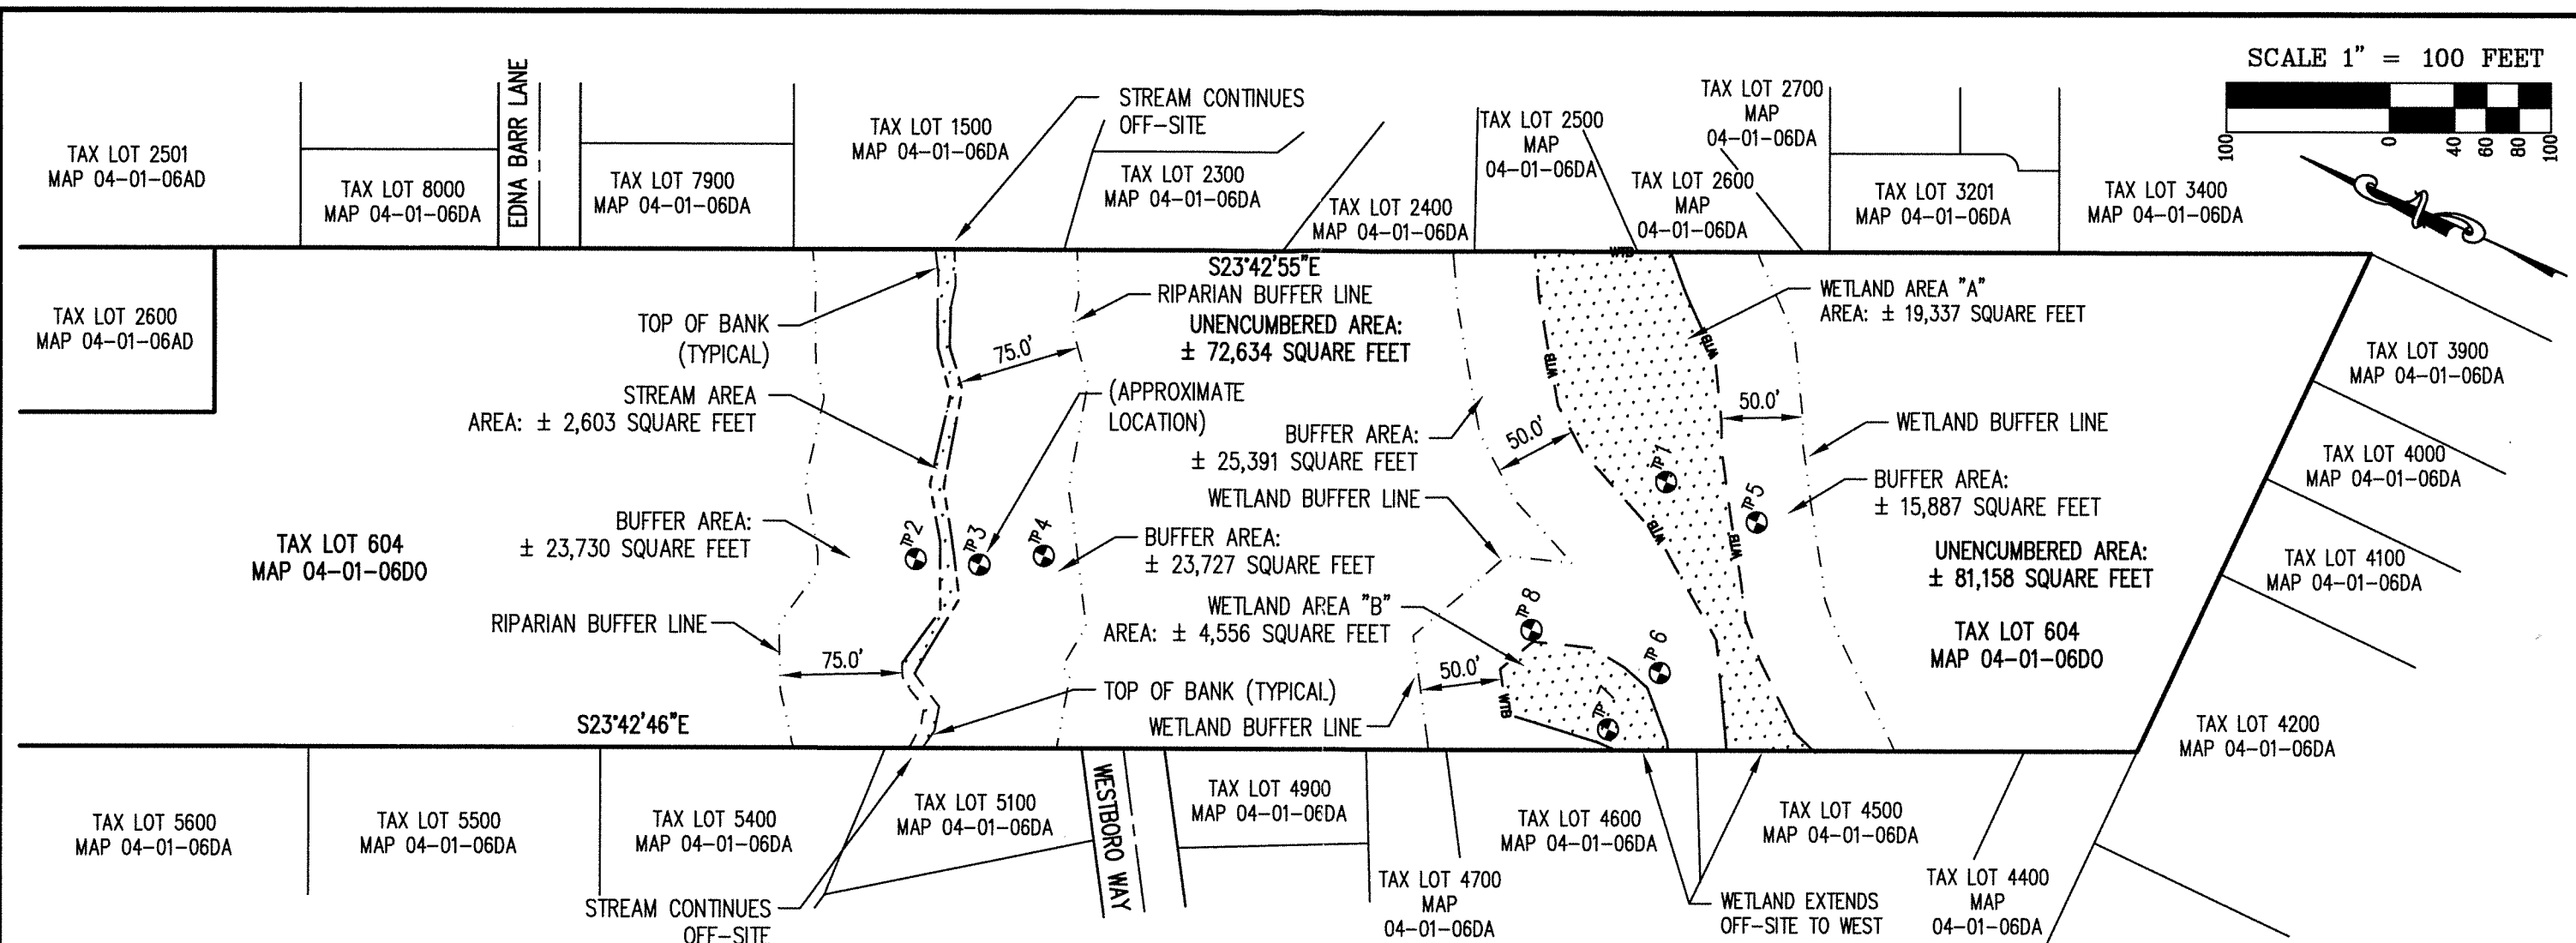 SCALE 1" = 100 FEET
100
0
40
60
80
100
TAX LOT 2501
MAP 04-01-06AD
TAX LOT 8000
MAP 04-01-06DA
EDNA BARR LANE
TAX LOT 7900
MAP 04-01-06DA
TAX LOT 1500
MAP 04-01-06DA
STREAM CONTINUES
OFF-SITE
TAX LOT 2300
MAP 04-01-06DA
TAX LOT 2400
MAP 04-01-06DA
TAX LOT 2500
MAP
04-01-06DA
TAX LOT 2600
MAP
04-01-06DA
TAX LOT 2700
MAP
04-01-06DA
TAX LOT 3201
MAP 04-01-06DA
TAX LOT 3400
MAP 04-01-06DA
TAX LOT 2600
MAP 04-01-06AD
S23°42'55"E
TOP OF BANK
(TYPICAL)
RIPARIAN BUFFER LINE
UNENCUMBERED AREA:
± 72,634 SQUARE FEET
75.0'
STREAM AREA
AREA: ± 2,603 SQUARE FEET
(APPROXIMATE
LOCATION)
BUFFER AREA:
± 25,391 SQUARE FEET
50.0'
WETLAND BUFFER LINE
WTB
WTB
WTB
WTB
WTB
WTB
WETLAND AREA "A"
AREA: ± 19,337 SQUARE FEET
50.0'
WETLAND BUFFER LINE
BUFFER AREA:
± 15,887 SQUARE FEET
UNENCUMBERED AREA:
± 81,158 SQUARE FEET
TAX LOT 604
MAP 04-01-06DO
TAX LOT 3900
MAP 04-01-06DA
TAX LOT 4000
MAP 04-01-06DA
TAX LOT 4100
MAP 04-01-06DA
TAX LOT 4200
MAP 04-01-06DA
TAX LOT 604
MAP 04-01-06DO
BUFFER AREA:
± 23,730 SQUARE FEET
TP 2
TP 3
TP 4
TP 1
TP 5
TP 8
TP 6
TP 7
BUFFER AREA:
± 23,727 SQUARE FEET
WETLAND AREA "B"
AREA: ± 4,556 SQUARE FEET
RIPARIAN BUFFER LINE
75.0'
50.0'
TOP OF BANK (TYPICAL)
WETLAND BUFFER LINE
S23°42'46"E
TAX LOT 5600
MAP 04-01-06DA
TAX LOT 5500
MAP 04-01-06DA
TAX LOT 5400
MAP 04-01-06DA
TAX LOT 5100
MAP 04-01-06DA
STREAM CONTINUES
OFF-SITE
WESTBORO WAY
TAX LOT 4900
MAP 04-01-06DA
TAX LOT 4700
MAP
04-01-06DA
TAX LOT 4600
MAP 04-01-06DA
TAX LOT 4500
MAP 04-01-06DA
WETLAND EXTENDS
OFF-SITE TO WEST
TAX LOT 4400
MAP
04-01-06DA